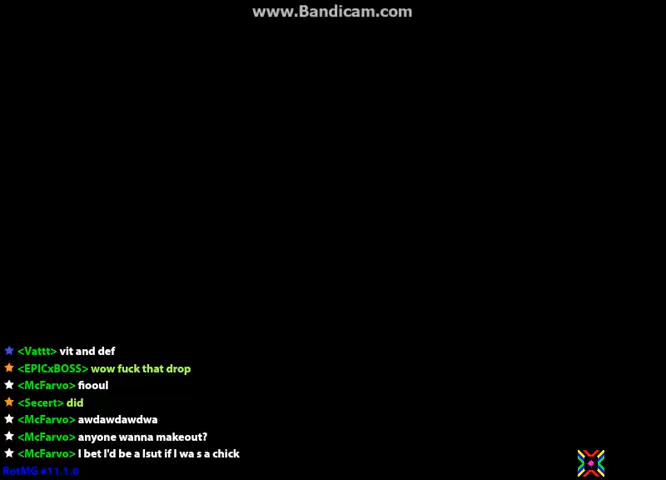 www.Bandicam.com
<Vattt> vit and def
<EPICxBOSS> wow fuck that drop
<McFarvo> fiooul
<Secert> did
<McFarvo> awdawdawdwa
<McFarvo> anyone wanna makeout?
<McFarvo> I bet I'd be a lsut if I wa s a chick
RotMG #11.1.0